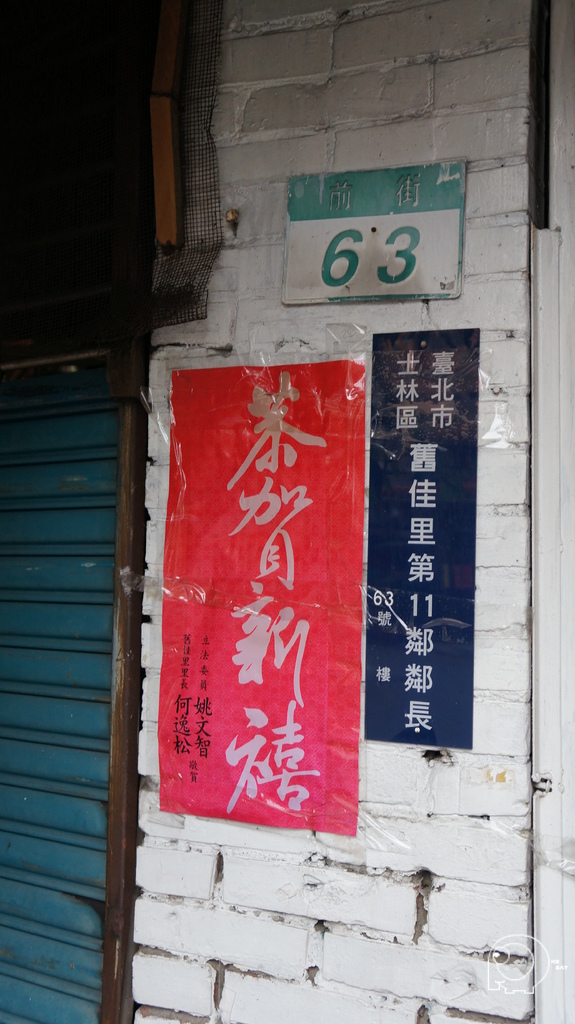 前街
63
臺北市
士林區
舊佳里第11鄰鄰長
63號 樓
恭賀新禧
立法委員 姚文智
舊佳里里長 何逸松 敬賀